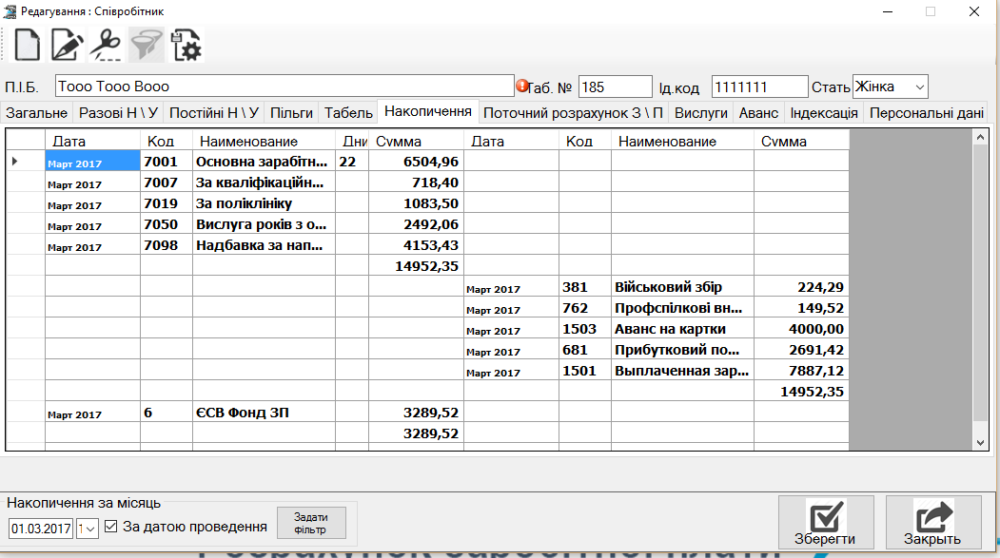 Редагування : Співробітник
П.І.Б. Тооо Тооо Вооо Таб. № 185 Ід.код 1111111 Стать Жінка
Загальне Разові Н \ У Постійні Н \ У Пільги Табель Накопичення Поточний розрахунок З \ П Вислуги Аванс Індексація Персональні дані
Дата Код Наименование Дни Сумма Дата Код Наименование Сумма
Март 2017 7001 Основна зарабітн... 22 6504,96
Март 2017 7007 За кваліфікаційн... 718,40
Март 2017 7019 За поліклініку 1083,50
Март 2017 7050 Вислуга років з о... 2492,06
Март 2017 7098 Надбавка за нап... 4153,43
14952,35
Март 2017 381 Військовий збір 224,29
Март 2017 762 Профспілкові вн... 149,52
Март 2017 1503 Аванс на картки 4000,00
Март 2017 681 Прибутковий по... 2691,42
Март 2017 1501 Выплаченная зар... 7887,12
14952,35
Март 2017 6 ЄСВ Фонд ЗП 3289,52
3289,52
Накопичення за місяць
01.03.2017 За датою проведення Задати фільтр
Зберегти Закрыть